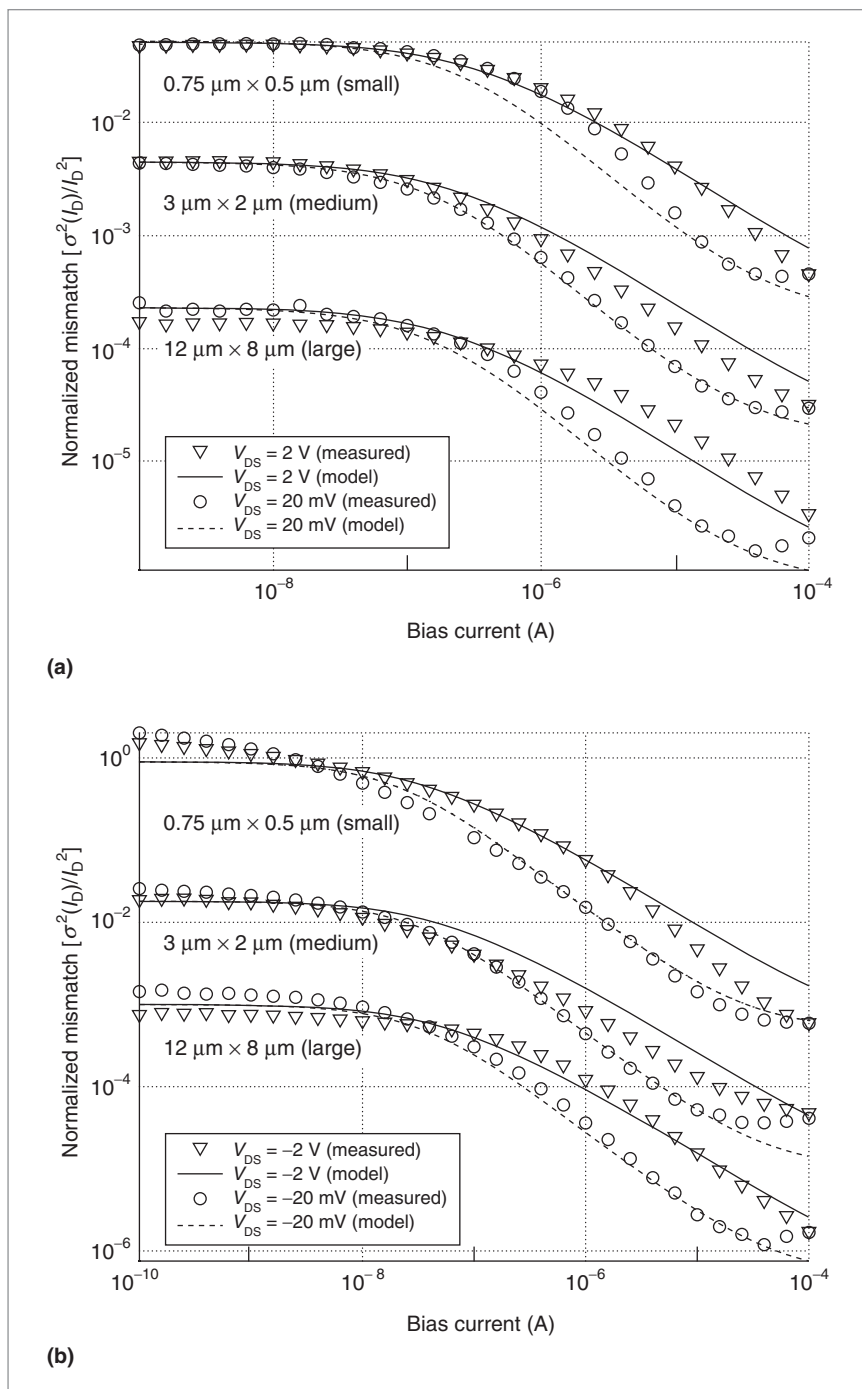 Normalized mismatch [σ²(I_D)/I_D²]
0.75 μm × 0.5 μm (small)
3 μm × 2 μm (medium)
12 μm × 8 μm (large)
10⁻²
10⁻³
10⁻⁴
10⁻⁵
V_DS = 2 V (measured)
V_DS = 2 V (model)
V_DS = 20 mV (measured)
V_DS = 20 mV (model)
10⁻⁸ 10⁻⁶ 10⁻⁴
Bias current (A)
(a)
Normalized mismatch [σ²(I_D)/I_D²]
10⁰
0.75 μm × 0.5 μm (small)
10⁻²
3 μm × 2 μm (medium)
12 μm × 8 μm (large)
10⁻⁴
V_DS = −2 V (measured)
V_DS = −2 V (model)
V_DS = −20 mV (measured)
V_DS = −20 mV (model)
10⁻⁶
10⁻¹⁰ 10⁻⁸ 10⁻⁶ 10⁻⁴
Bias current (A)
(b)